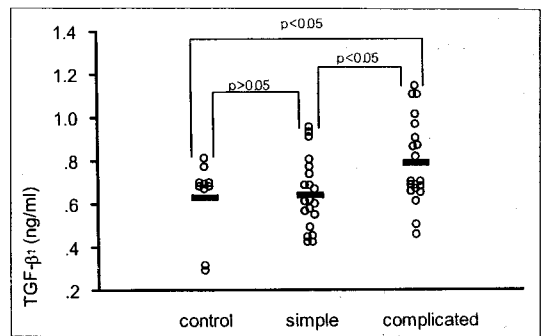 p<0.05
p>0.05
p<0.05
1.4
1.2
1.0
.8
.6
.4
.2
TGF-β1 (ng/ml)
control simple complicated